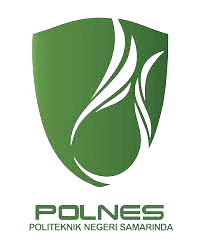 POLNES
POLITEKNIK NEGERI SAMARINDA